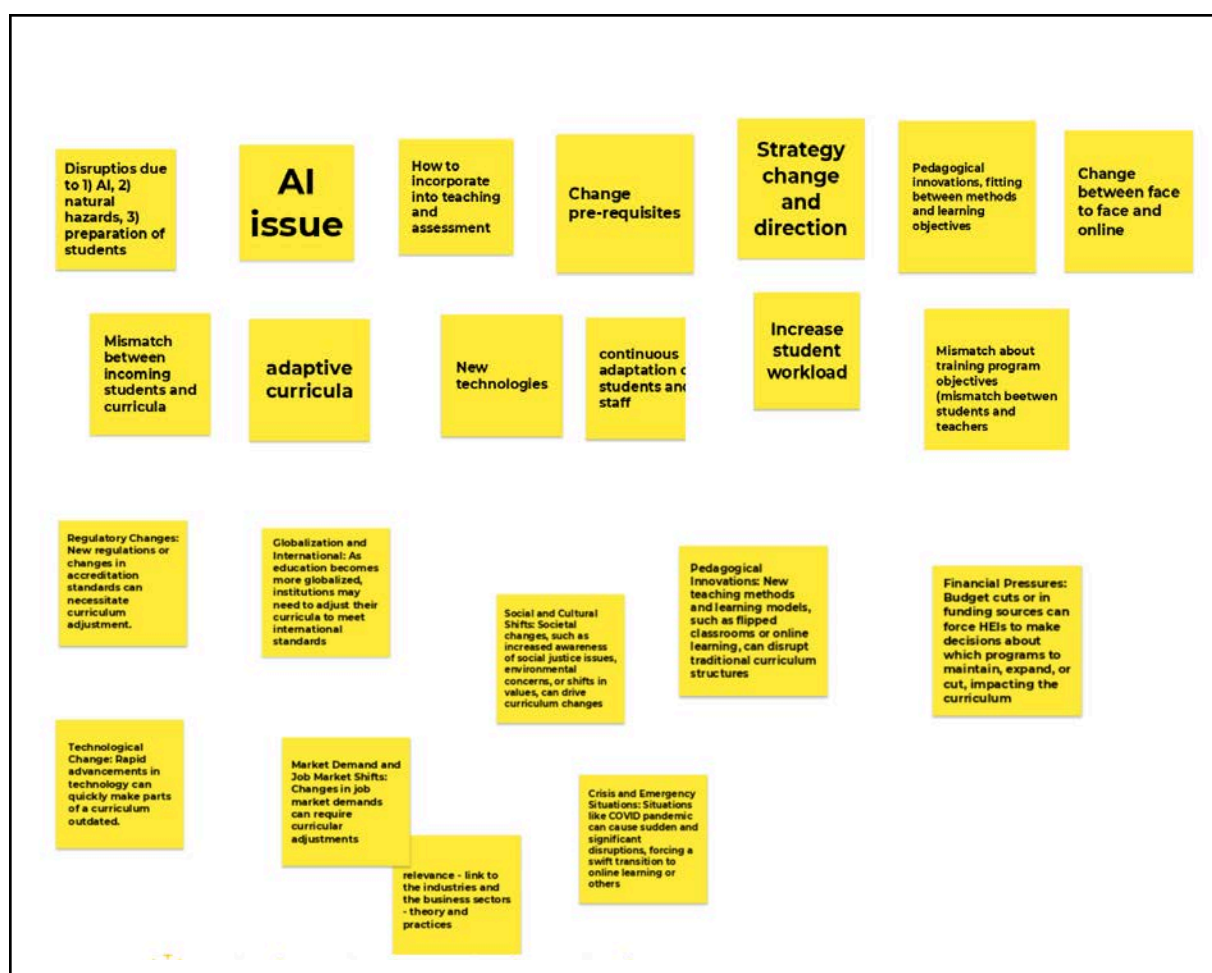 Disruptios due
to 1) AI, 2)
natural
hazards, 3)
preparation of
students
AI
issue
How to
incorporate
into teaching
and
assessment
Change
pre-requisites
Strategy
change
and
direction
Pedagogical
innovations, fitting
between methods
and learning
objectives
Change
between face
to face and
online
Mismatch
between
incoming
students and
curricula
adaptive
curricula
New
technologies
continuous
adaptation
students and
staff
Increase
student
workload
Mismatch about
training program
objectives
(mismatch beetwen
students and
teachers
Regulatory Changes:
New regulations or
changes in
accreditation
standards can
necessitate
curriculum
adjustment.
Globalization and
International: As
education becomes
more globalized,
institutions may
need to adjust their
curricula to meet
international
standards
Social and Cultural
Shifts: Societal
changes, such as
increased awareness
of social justice issues,
environmental
concerns, or shifts in
values, can drive
curriculum changes
Pedagogical
Innovations: New
teaching methods
and learning models,
such as flipped
classrooms or online
learning, can disrupt
traditional curriculum
structures
Financial Pressures:
Budget cuts or in
funding sources can
force HEIs to make
decisions about
which programs to
maintain, expand, or
cut, impacting the
curriculum
Technological
Change: Rapid
advancements in
technology can
quickly make parts
of a curriculum
outdated.
Market Demand and
Job Market Shifts:
Changes in job
market demands
can require
curricular
adjustments
relevance - link to
the industries and
the business sectors
- theory and
practices
Crisis and Emergency
Situations: Situations
like COVID pandemic
can cause sudden and
significant
disruptions, forcing a
swift transition to
online learning or
others